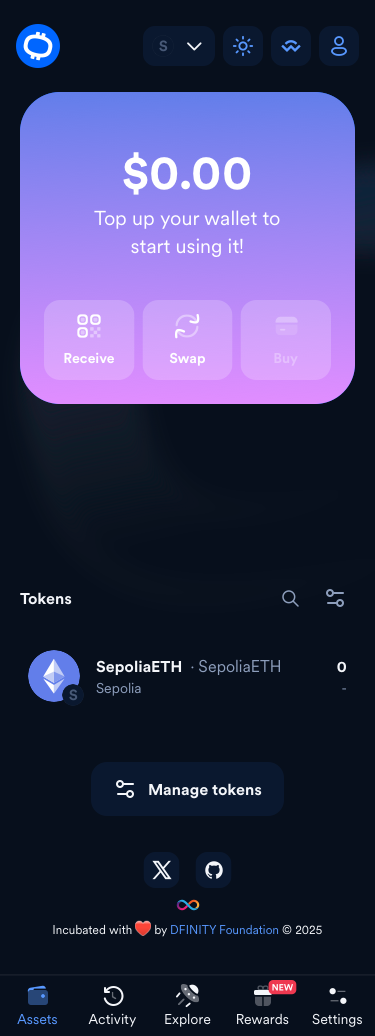 S
$0.00
Top up your wallet to
start using it!
Receive Swap Buy
Tokens
SepoliaETH · SepoliaETH 0
Sepolia -
S
Manage tokens
Incubated with ❤️ by DFINITY Foundation © 2025
NEW
Assets Activity Explore Rewards Settings